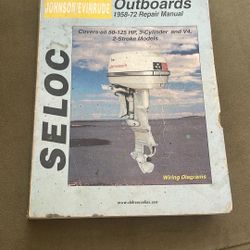 JOHNSON/EVINRUDE
Outboards
1958-72 Repair Manual
Covers all 50-125 HP, 3-Cylinder and V4,
2-Stroke Models
SELOC
Wiring Diagrams